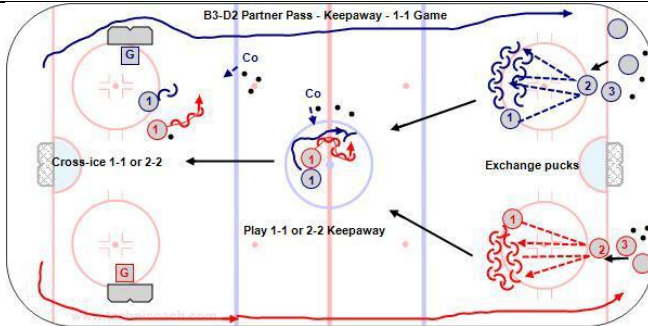 B3-D2 Partner Pass - Keepaway - 1-1 Game
G
Co
Co
1
1
2
3
1
1
1
Cross-ice 1-1 or 2-2
Exchange pucks
Play 1-1 or 2-2 Keepaway
1
2
3
G